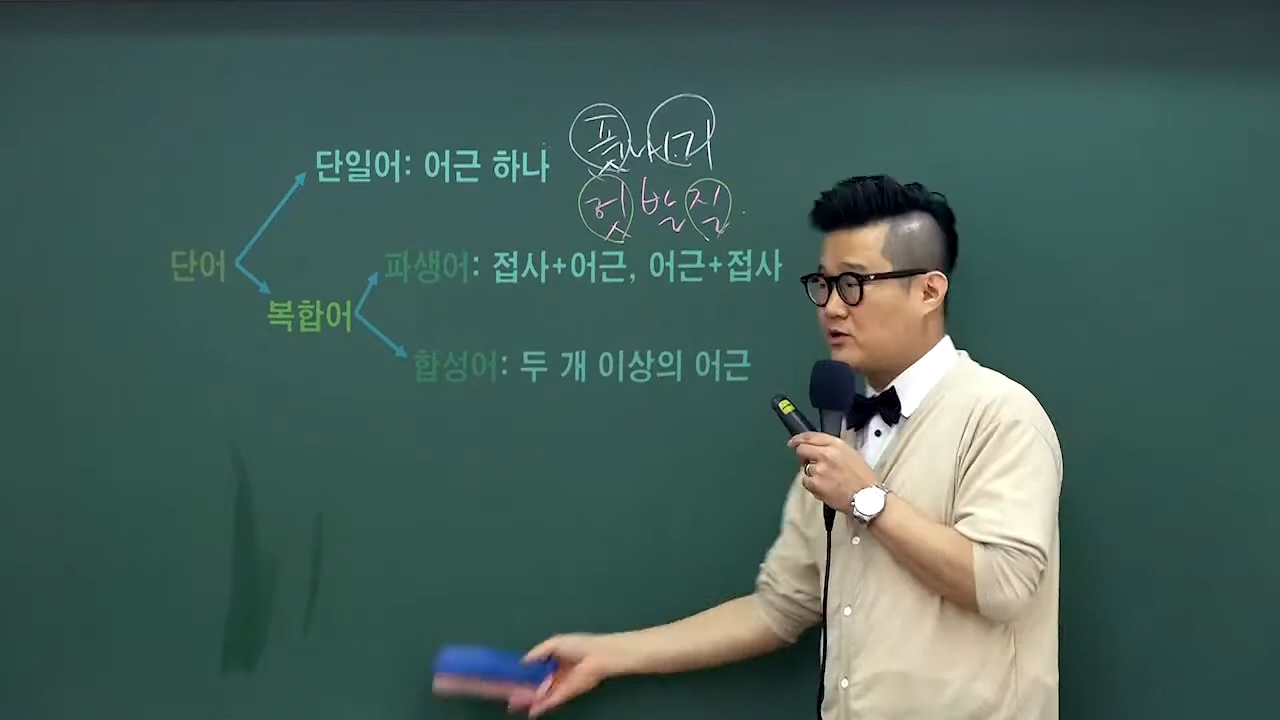 단일어: 어근 하나
풋사과
헛발질
단어
파생어: 접사+어근, 어근+접사
복합어
합성어: 두 개 이상의 어근